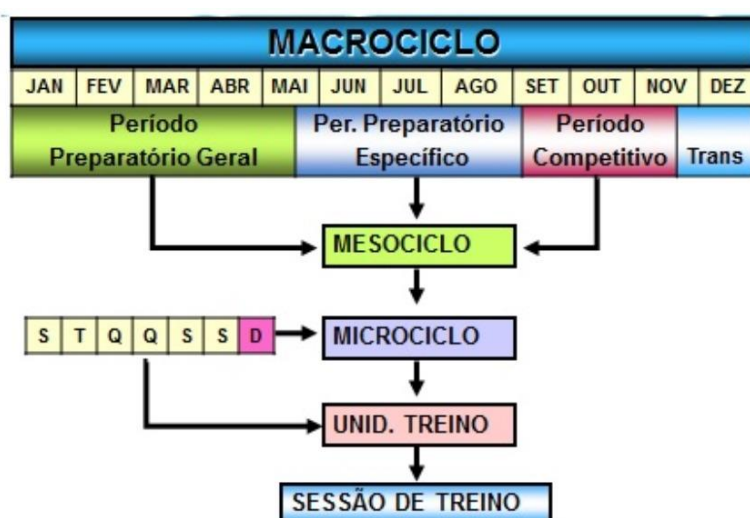 MACROCICLO
JAN FEV MAR ABR MAI JUN JUL AGO SET OUT NOV DEZ
Período
Preparatório Geral
Per. Preparatório
Específico
Período
Competitivo
Trans
MESOCICLO
S T Q Q S S D
MICROCICLO
UNID. TREINO
SESSÃO DE TREINO